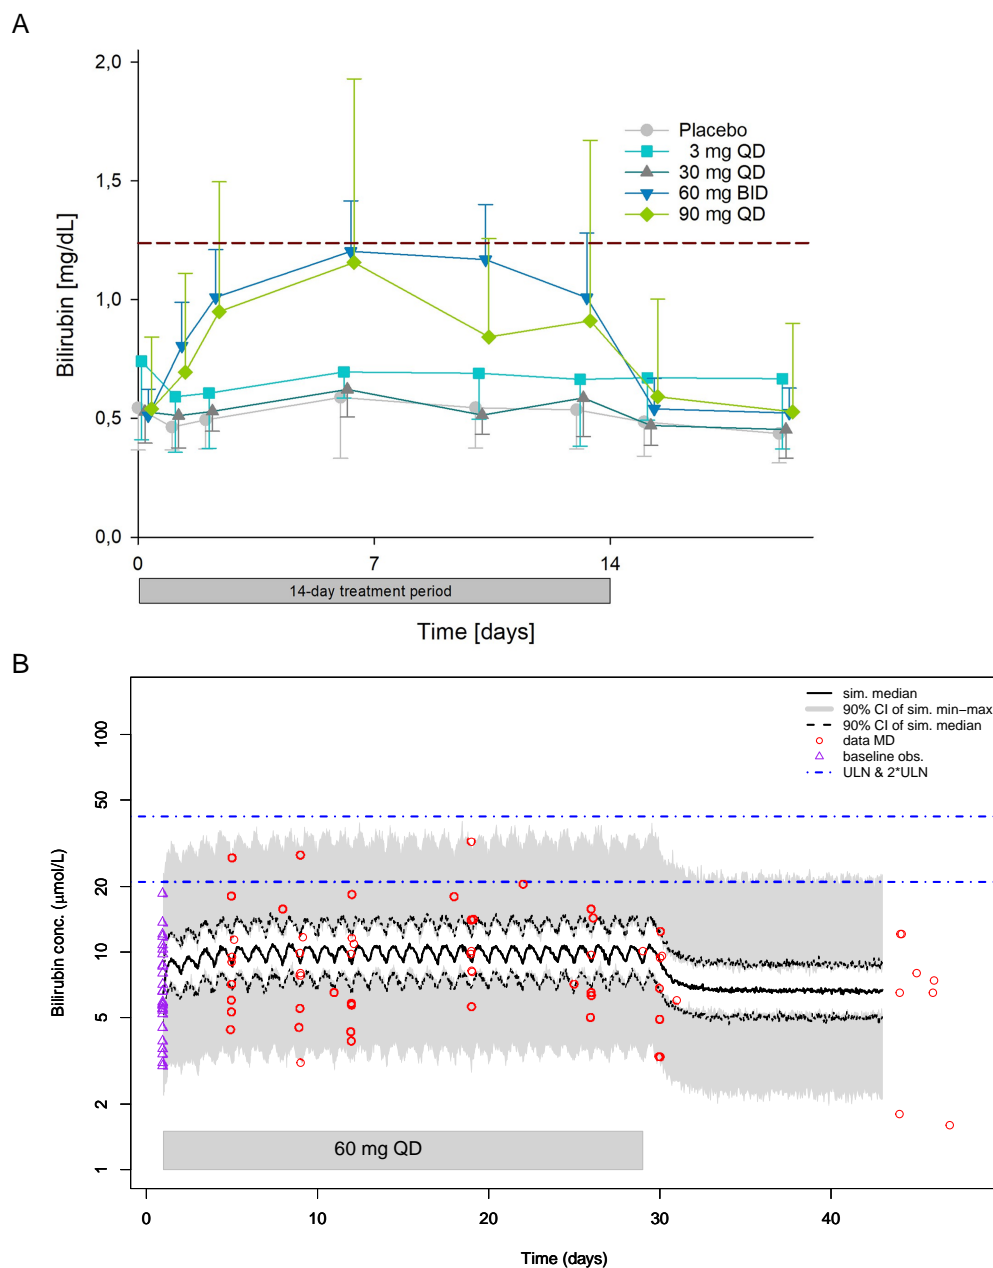 A
2,0
1,5
1,0
0,5
0,0
Bilirubin [mg/dL]
Placebo
3 mg QD
30 mg QD
60 mg BID
90 mg QD
0 7 14
14-day treatment period
Time [days]
B
100
50
20
10
5
2
1
Bilirubin conc. (μmol/L)
sim. median
90% CI of sim. min−max
90% CI of sim. median
data MD
baseline obs.
ULN & 2*ULN
60 mg QD
0 10 20 30 40
Time (days)